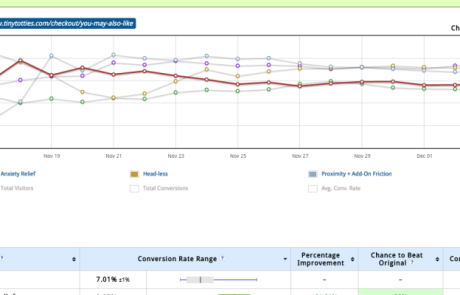 .tinytotties.com/checkout/you-may-also-like
Ch
Nov 19 Nov 21 Nov 23 Nov 25 Nov 27 Nov 29 Dec 01
Anxiety Relief Head-less Proximity + Add-On Friction
Total Visitors Total Conversions Avg. Conv. Rate
? Conversion Rate Range ? Percentage Improvement Chance to Beat Original ? Con
7.01% ±1% – –